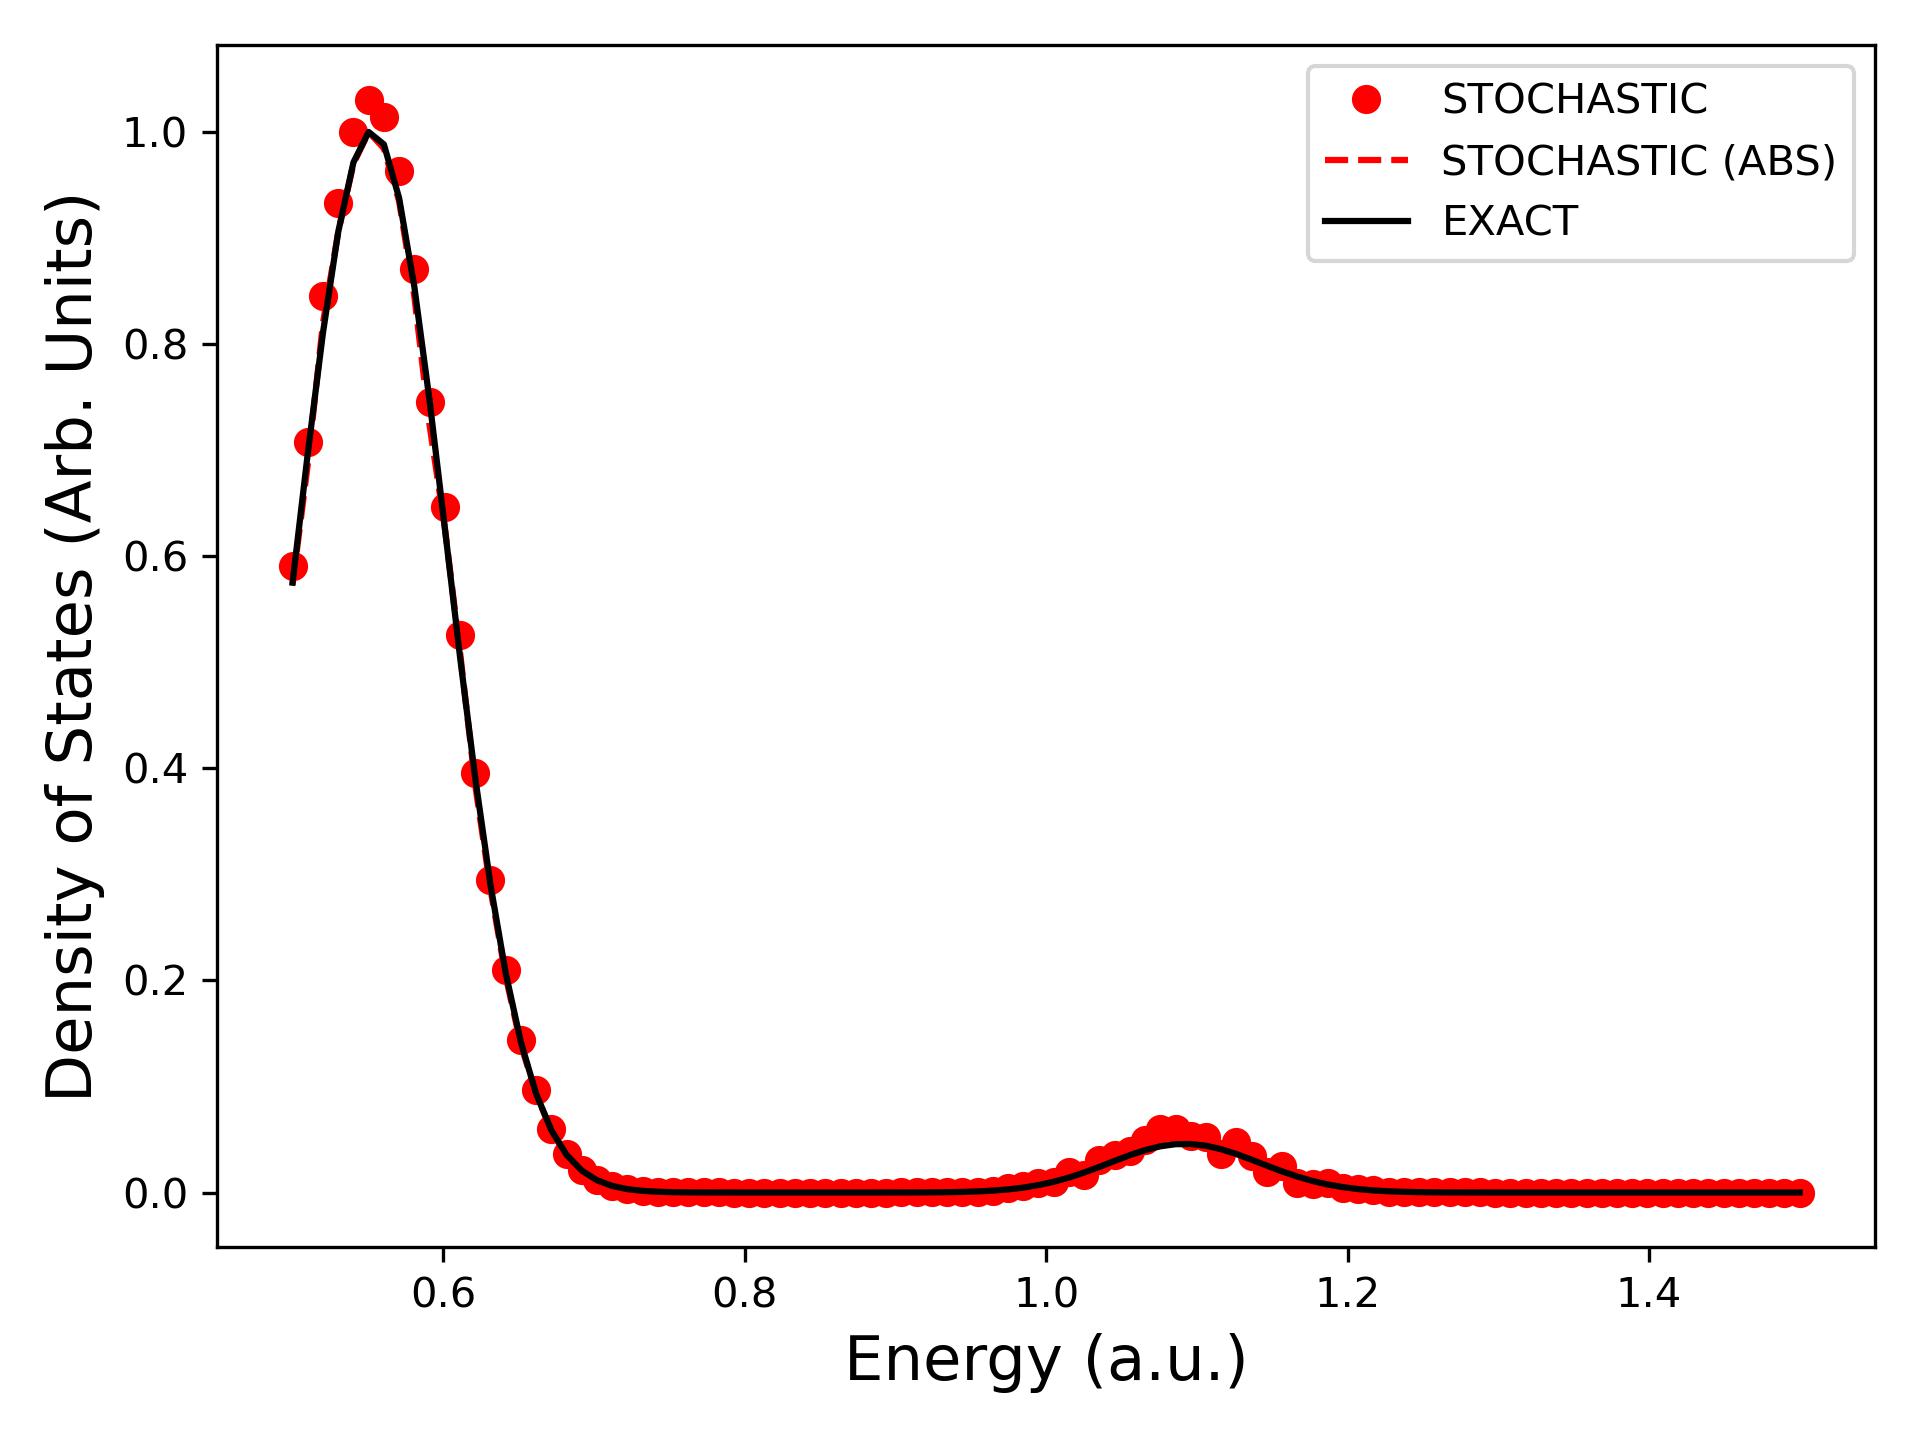 STOCHASTIC
STOCHASTIC (ABS)
EXACT
Density of States (Arb. Units)
1.0
0.8
0.6
0.4
0.2
0.0
0.6 0.8 1.0 1.2 1.4
Energy (a.u.)